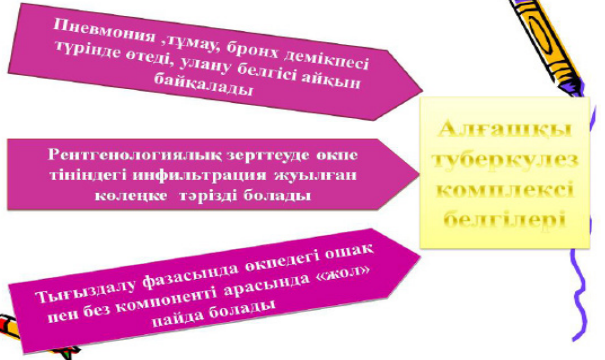 Пневмония ,тұмау, бронх демікпесі
түрінде өтеді, улану белгісі айқын
байқалады
Рентгенологиялық зерттеуде өкпе
тініндегі инфильтрация жуылған
көлеңке тәрізді болады
Тығыздалу фазасында өкпедегі ошақ
пен без компоненті арасында «жол»
пайда болады
Алғашқы
туберкулез
комплексі
белгілері